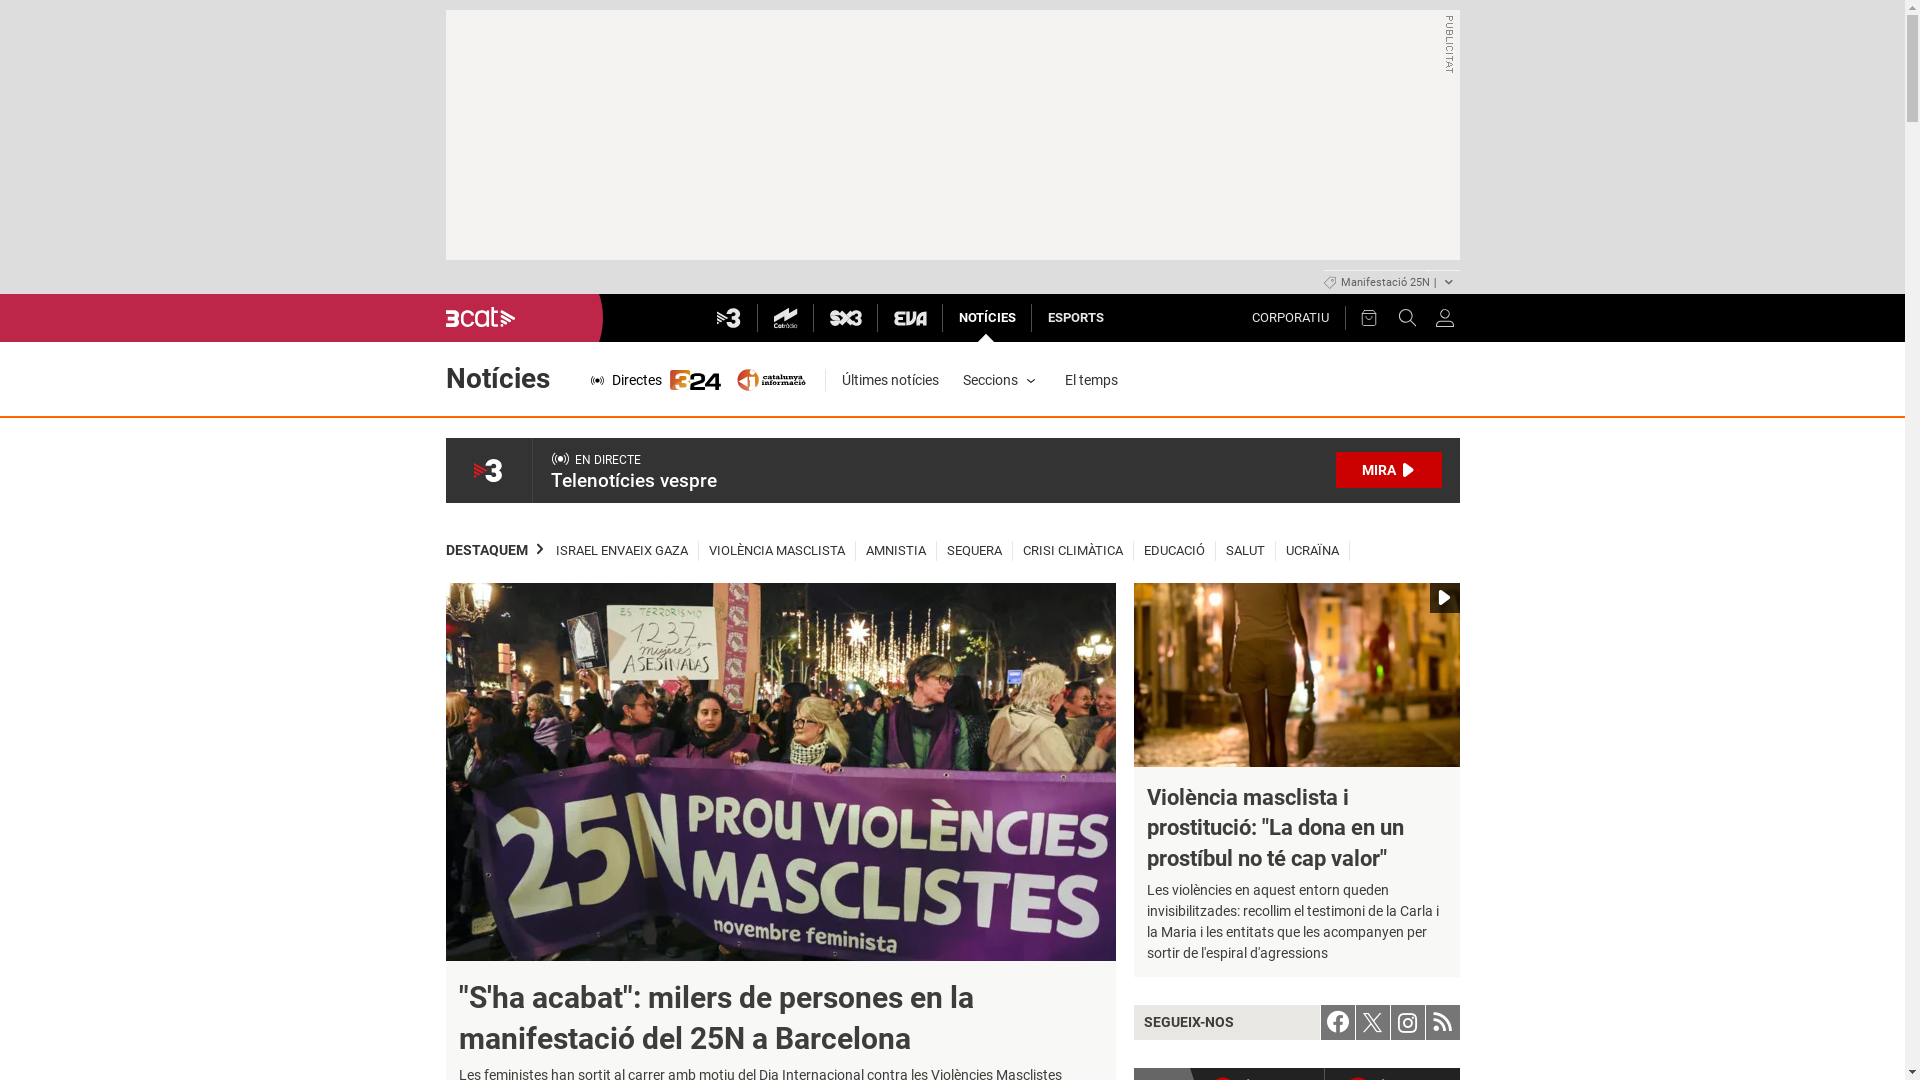 PUBLICITAT
Manifestació 25N |
3cat
3
Catràdio
SX3
EVA
NOTÍCIES
ESPORTS
CORPORATIU
Notícies
Directes
324
catalunya
informació
Últimes notícies
Seccions
El temps
3
EN DIRECTE
Telenotícies vespre
MIRA
DESTAQUEM
ISRAEL ENVAEIX GAZA
VIOLÈNCIA MASCLISTA
AMNISTIA
SEQUERA
CRISI CLIMÀTICA
EDUCACIÓ
SALUT
UCRAÏNA
ES TERRORISMO
1237
mujeres
ASESINADAS
25N PROU VIOLÈNCIES
MASCLISTES
novembre feminista
"S'ha acabat": milers de persones en la
manifestació del 25N a Barcelona
Les feministes han sortit al carrer amb motiu del Dia Internacional contra les Violències Masclistes
Violència masclista i
prostitució: "La dona en un
prostíbul no té cap valor"
Les violències en aquest entorn queden
invisibilitzades: recollim el testimoni de la Carla i
la Maria i les entitats que les acompanyen per
sortir de l'espiral d'agressions
SEGUEIX-NOS